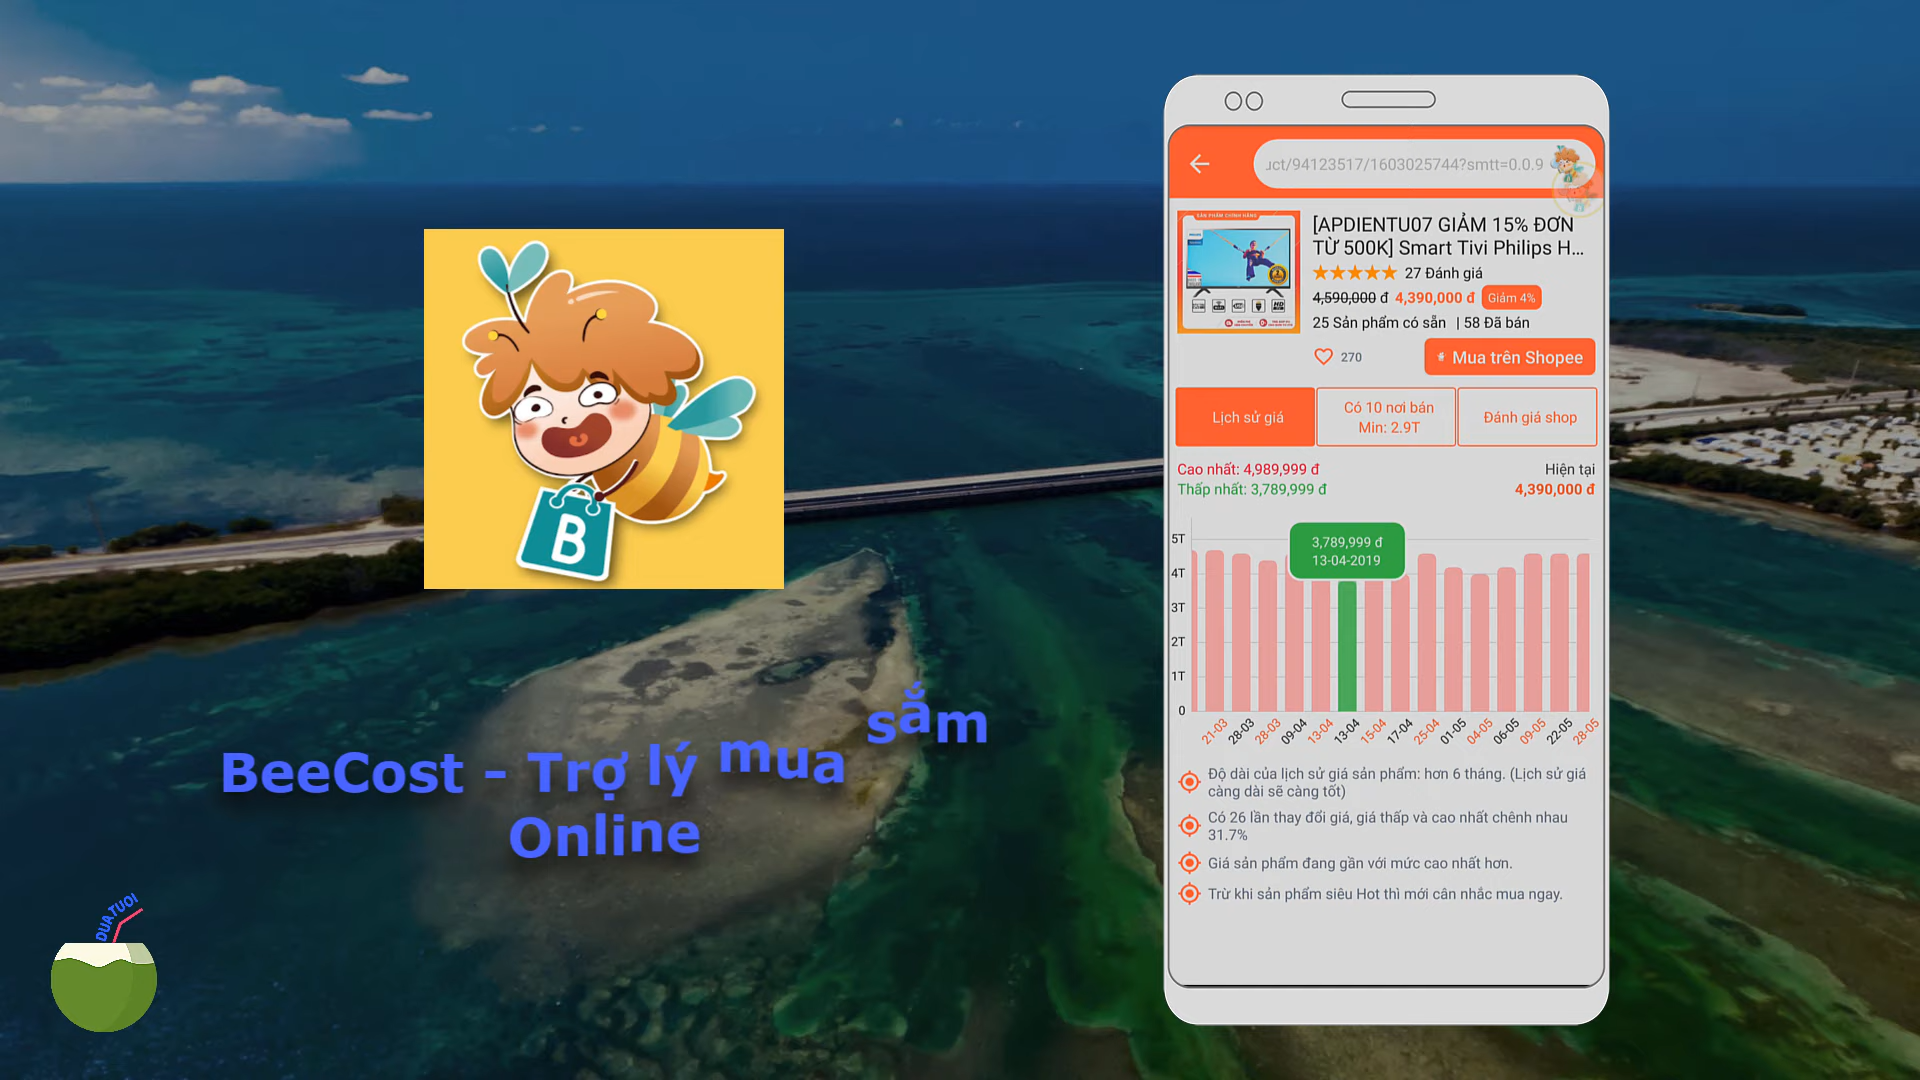 B
BeeCost - Trợ lý mua sắm
Online
DUATUOI
uct/94123517/1603025744?smtt=0.0.9
SẢN PHẨM CHÍNH HÃNG
[APDIENTU07 GIẢM 15% ĐƠN
TỪ 500K] Smart Tivi Philips H...
27 Đánh giá
4,590,000 đ 4,390,000 đ Giảm 4%
25 Sản phẩm có sẵn | 58 Đã bán
270
Mua trên Shopee
Lịch sử giá
Có 10 nơi bán
Min: 2.9T
Đánh giá shop
Cao nhất: 4,989,999 đ
Thấp nhất: 3,789,999 đ
Hiện tại
4,390,000 đ
3,789,999 đ
13-04-2019
5T
4T
3T
2T
1T
0
21-03 28-03 28-03 09-04 13-04 13-04 15-04 17-04 25-04 01-05 04-05 06-05 09-05 22-05 28-05
Độ dài của lịch sử giá sản phẩm: hơn 6 tháng. (Lịch sử giá
càng dài sẽ càng tốt)
Có 26 lần thay đổi giá, giá thấp và cao nhất chênh nhau
31.7%
Giá sản phẩm đang gần với mức cao nhất hơn.
Trừ khi sản phẩm siêu Hot thì mới cân nhắc mua ngay.